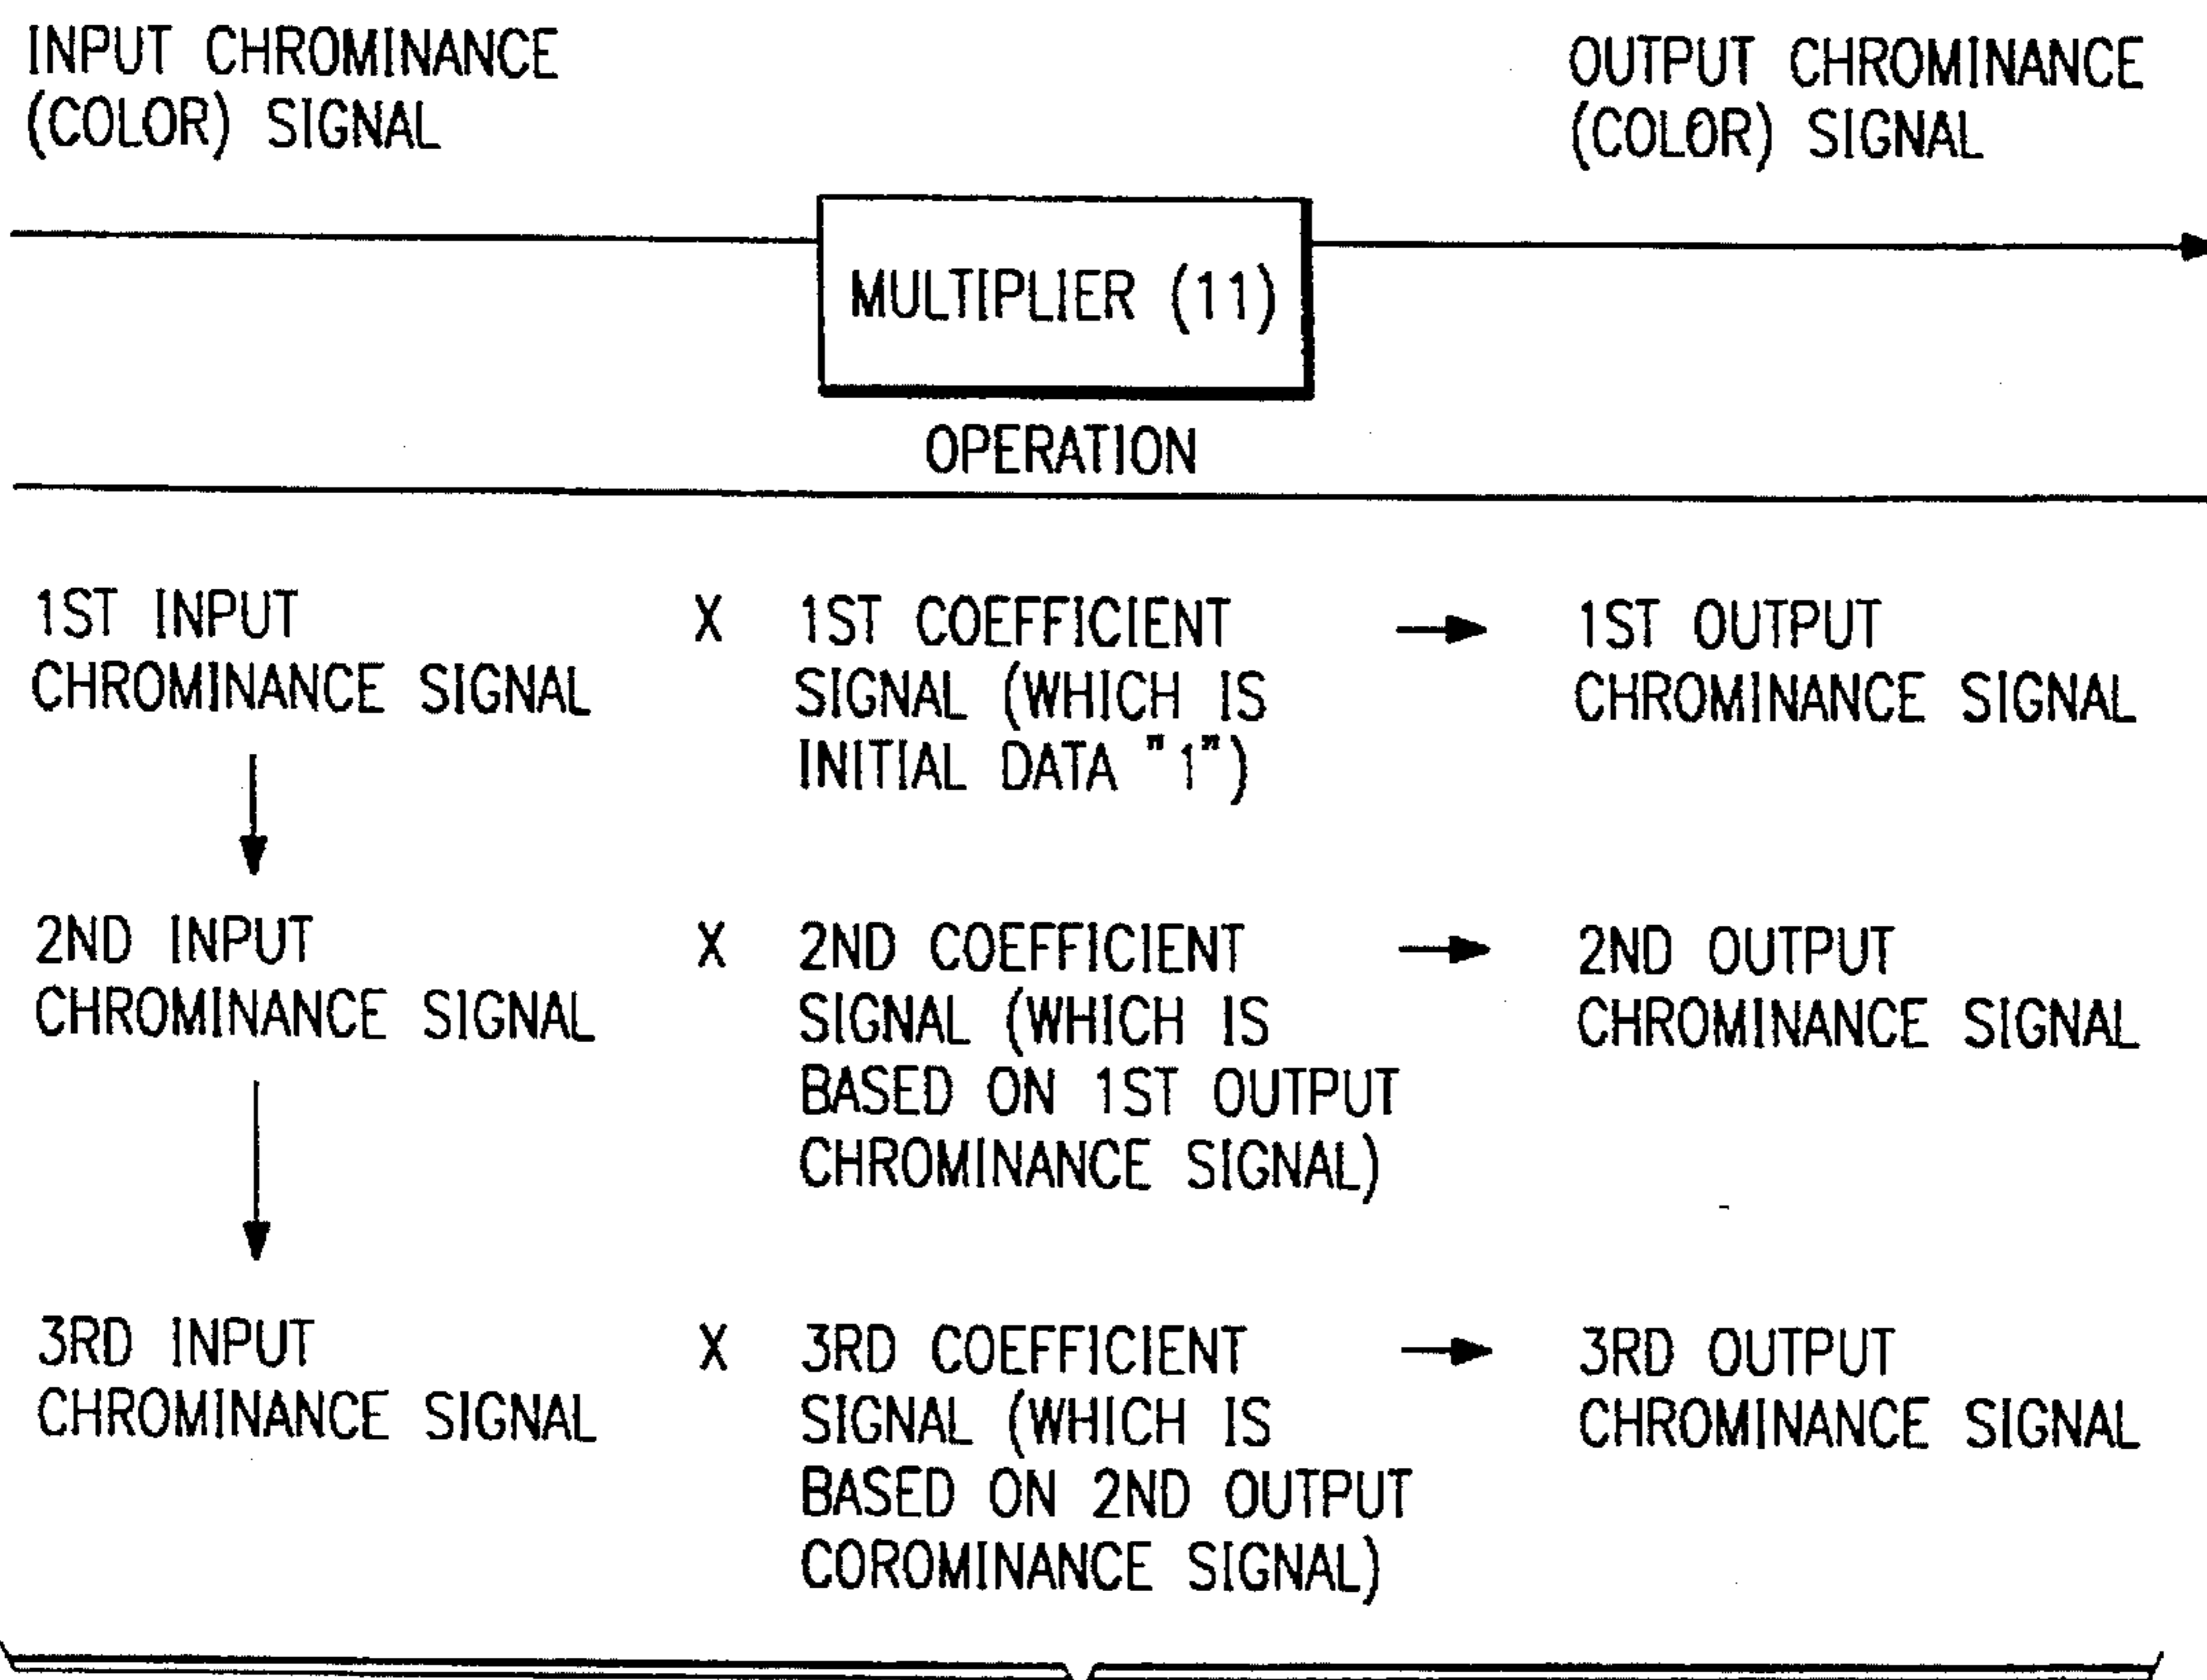 INPUT CHROMINANCE
(COLOR) SIGNAL
OUTPUT CHROMINANCE
(COLOR) SIGNAL
MULTIPLIER (11)
OPERATION
1ST INPUT
CHROMINANCE SIGNAL
X
1ST COEFFICIENT
SIGNAL (WHICH IS
INITIAL DATA "1")
1ST OUTPUT
CHROMINANCE SIGNAL
2ND INPUT
CHROMINANCE SIGNAL
X
2ND COEFFICIENT
SIGNAL (WHICH IS
BASED ON 1ST OUTPUT
CHROMINANCE SIGNAL)
2ND OUTPUT
CHROMINANCE SIGNAL
3RD INPUT
CHROMINANCE SIGNAL
X
3RD COEFFICIENT
SIGNAL (WHICH IS
BASED ON 2ND OUTPUT
COROMINANCE SIGNAL)
3RD OUTPUT
CHROMINANCE SIGNAL